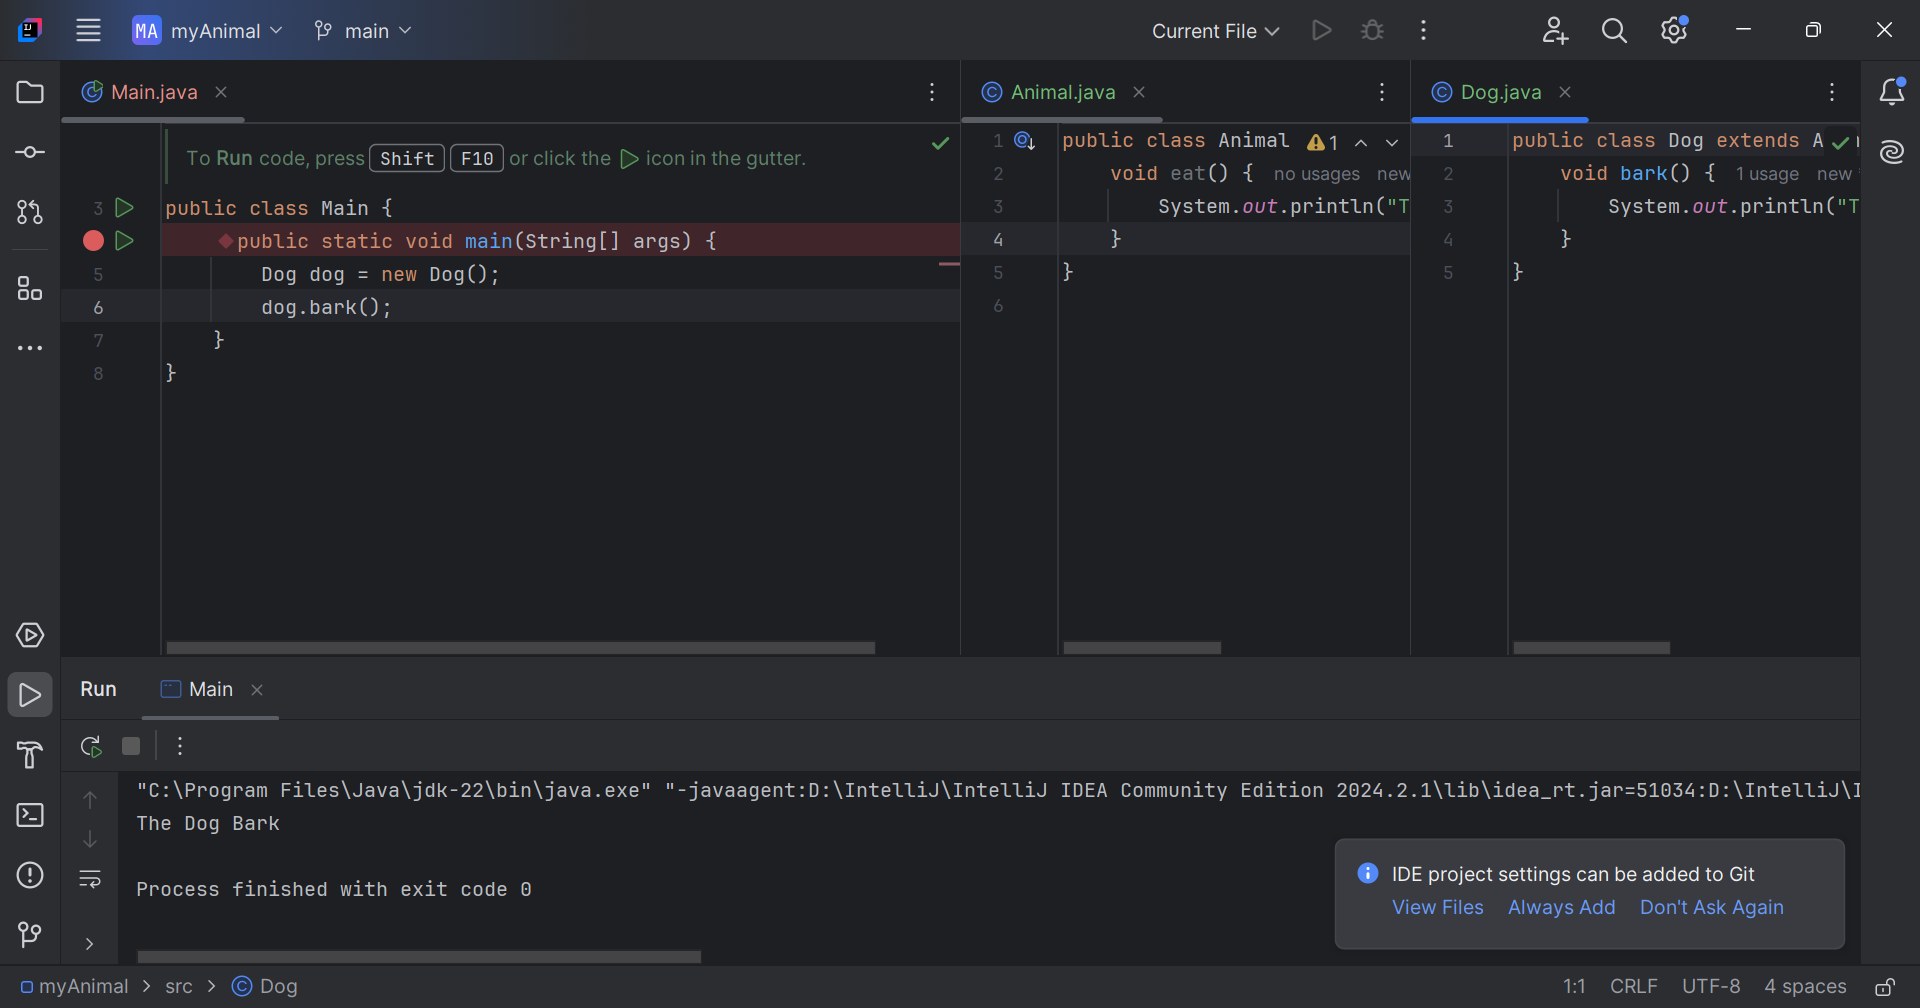 MA myAnimal main Current File
Main.java
To Run code, press Shift F10 or click the icon in the gutter.
3 public class Main {
public static void main(String[] args) {
5 Dog dog = new Dog();
6 dog.bark();
7 }
8 }
Animal.java
1 public class Animal 1
2 void eat() { no usages new
3 System.out.println("T
4 }
5 }
6
Dog.java
1 public class Dog extends A
2 void bark() { 1 usage new
3 System.out.println("T
4 }
5 }
Run Main
"C:\Program Files\Java\jdk-22\bin\java.exe" "-javaagent:D:\IntelliJ\IntelliJ IDEA Community Edition 2024.2.1\lib\idea_rt.jar=51034:D:\IntelliJ\I
The Dog Bark
Process finished with exit code 0
IDE project settings can be added to Git
View Files Always Add Don't Ask Again
myAnimal > src > Dog
1:1 CRLF UTF-8 4 spaces